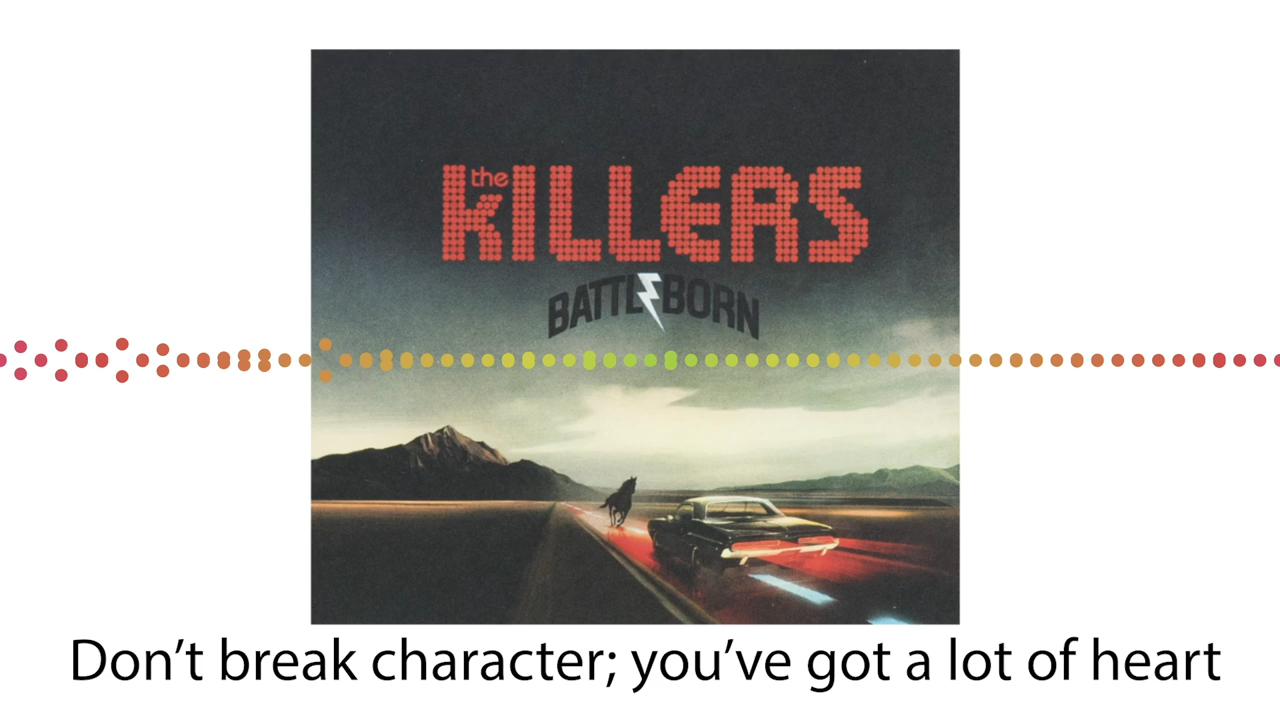 the
KILLERS
BATTLE BORN
Don't break character; you've got a lot of heart